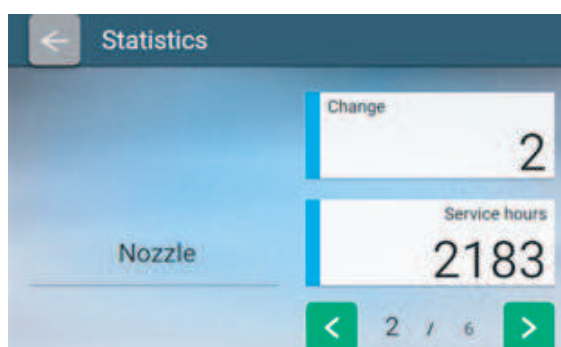 Statistics
Change
2
Service hours
Nozzle
2183
2 / 6